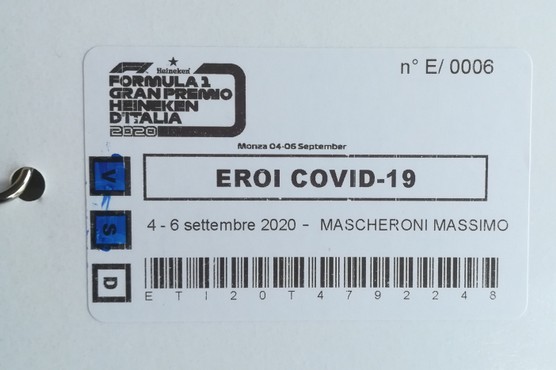 n° E/ 0006
F1
Heineken
FORMULA 1
GRAN PREMIO
HEINEKEN
D'ITALIA
2020
Monza 04-06 September
V
EROI COVID-19
S
4 - 6 settembre 2020 - MASCHERONI MASSIMO
D
ETI20T4792248